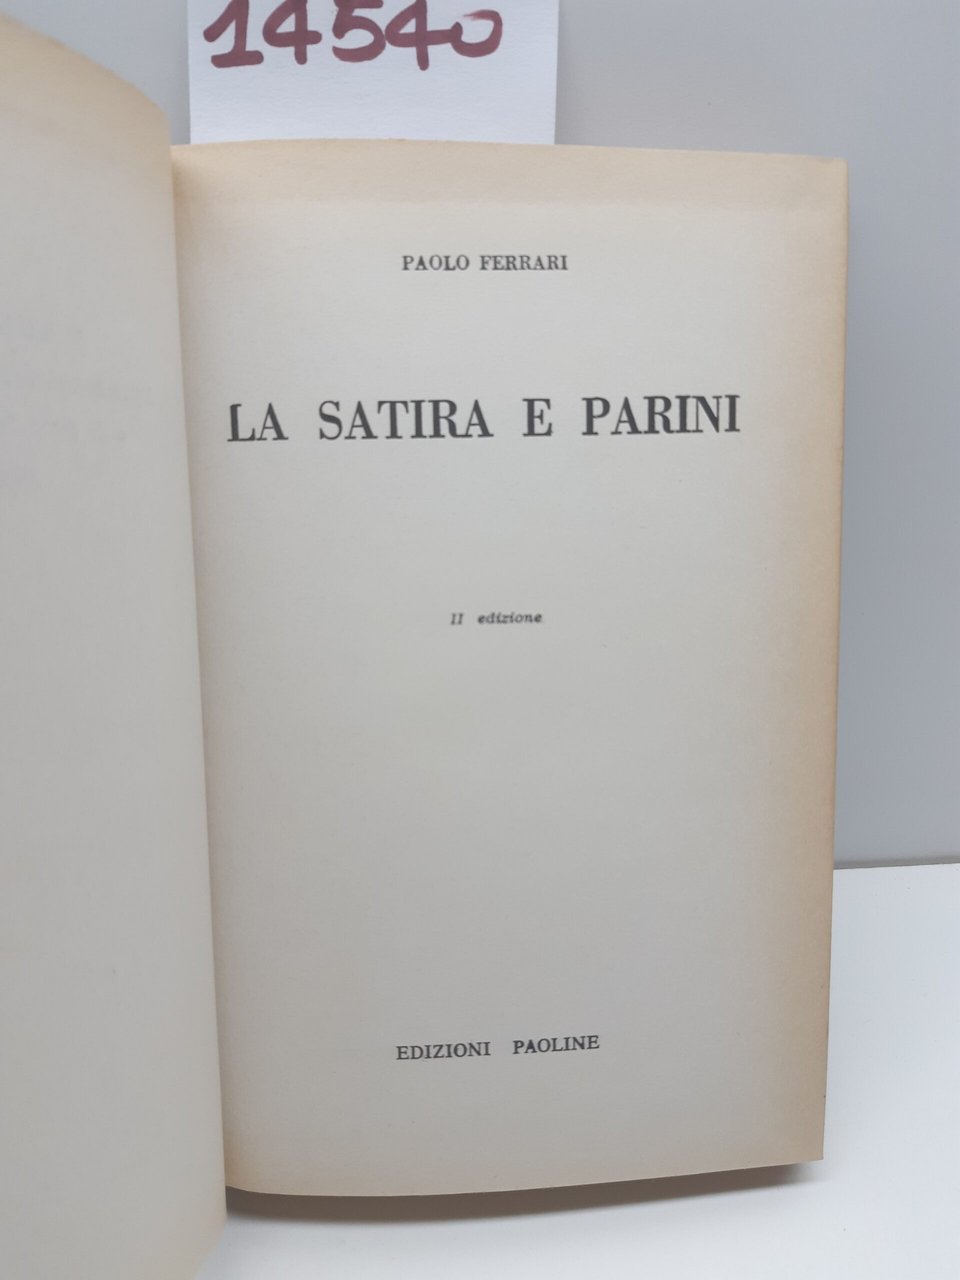 14540
PAOLO FERRARI
LA SATIRA E PARINI
II edizione
EDIZIONI PAOLINE